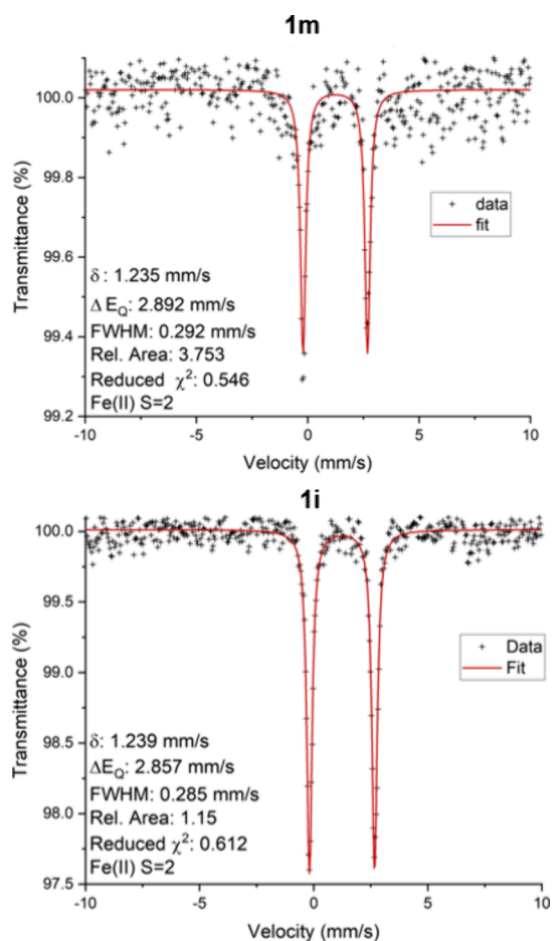 1m
100.0
99.8
99.6
99.4
99.2
Transmittance (%)
data
fit
δ : 1.235 mm/s
Δ E_Q: 2.892 mm/s
FWHM: 0.292 mm/s
Rel. Area: 3.753
Reduced χ²: 0.546
Fe(II) S=2
-10 -5 0 5 10
Velocity (mm/s)
1i
100.0
99.5
99.0
98.5
98.0
97.5
Transmittance (%)
Data
Fit
δ: 1.239 mm/s
ΔE_Q: 2.857 mm/s
FWHM: 0.285 mm/s
Rel. Area: 1.15
Reduced χ²: 0.612
Fe(II) S=2
-10 -5 0 5 10
Velocity (mm/s)